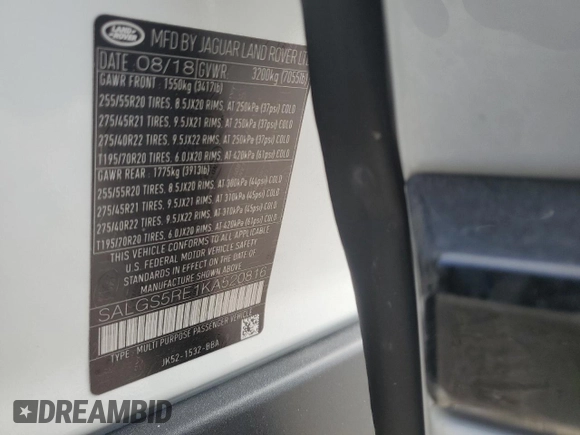 LAND ROVER
MFD BY JAGUAR LAND ROVER LT
DATE 08/18 GVWR 3200kg (7055lb)
GAWR FRONT : 1550kg (3417lb)
255/55R20 TIRES, 8.5JX20 RIMS, AT 250kPa (37psi) COLD
275/45R21 TIRES, 9.5JX21 RIMS, AT 250kPa (37psi) COLD
275/40R22 TIRES, 9.5JX22 RIMS, AT 250kPa (37psi) COLD
T195/70R20 TIRES, 6.0JX20 RIMS, AT 420kPa (61psi) COLD
GAWR REAR : 1775kg (3913lb)
255/55R20 TIRES, 8.5JX20 RIMS, AT 300kPa (44psi) COLD
275/45R21 TIRES, 9.5JX21 RIMS, AT 310kPa (45psi) COLD
275/40R22 TIRES, 9.5JX22 RIMS, AT 310kPa (45psi) COLD
T195/70R20 TIRES, 6.0JX20 RIMS, AT 420kPa (61psi) COLD
THIS VEHICLE CONFORMS TO ALL APPLICABLE
FEDERAL MOTOR VEHICLE SAFETY
STANDARDS IN EFFECT ON THE DATE OF
MANUFACTURE SHOWN ABOVE.
SALGS5RE1KA520816
TYPE: MULTI PURPOSE PASSENGER VEHICLE
JK52-1532-BBA
DREAMBID